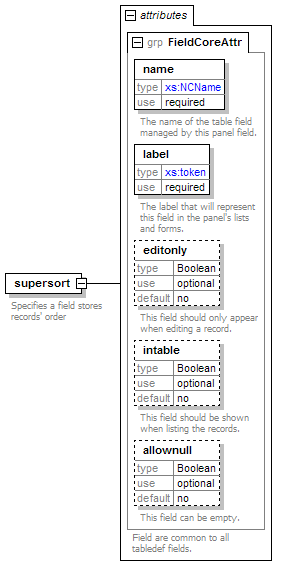 attributes
grp FieldCoreAttr
name
type xs:NCName
use required
The name of the table field
managed by this panel field.
label
type xs:token
use required
The label that will represent
this field in the panel's lists
and forms.
editonly
type Boolean
use optional
default no
This field should only appear
when editing a record.
supersort
Specifies a field stores
records' order
intable
type Boolean
use optional
default no
This field should be shown
when listing the records.
allownull
type Boolean
use optional
default no
This field can be empty.
Field are common to all
tabledef fields.